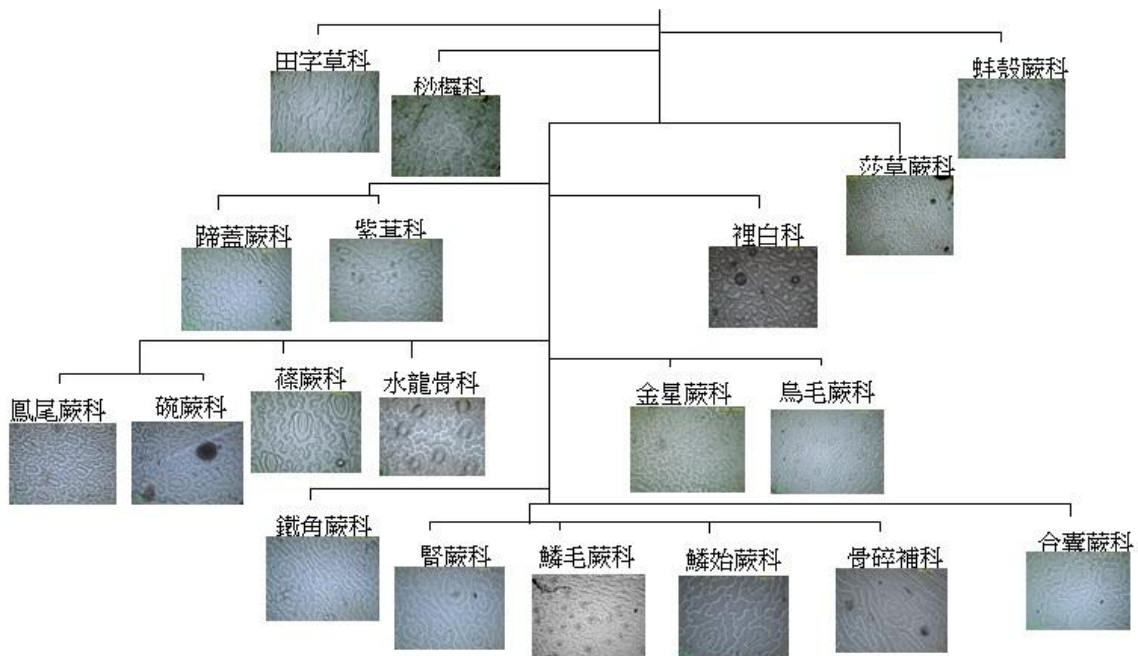 田字草科
桫欏科
蚌殼蕨科
莎草蕨科
蹄蓋蕨科
紫萁科
裡白科
鳳尾蕨科
碗蕨科
蓧蕨科
水龍骨科
金星蕨科
烏毛蕨科
鐵角蕨科
腎蕨科
鱗毛蕨科
鱗始蕨科
骨碎補科
合囊蕨科